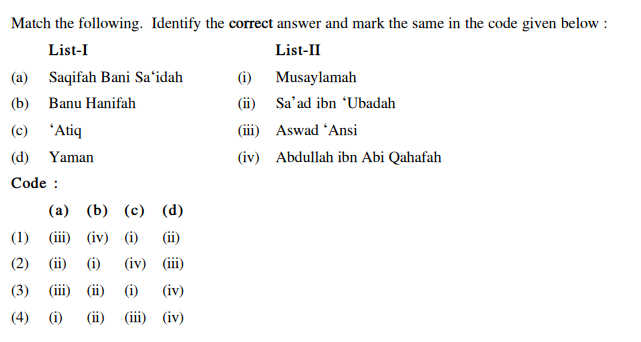 Match the following. Identify the correct answer and mark the same in the code given below :
List-I List-II
(a) Saqifah Bani Sa‘idah (i) Musaylamah
(b) Banu Hanifah (ii) Sa’ad ibn ‘Ubadah
(c) ‘Atiq (iii) Aswad ‘Ansi
(d) Yaman (iv) Abdullah ibn Abi Qahafah
Code :
(a) (b) (c) (d)
(1) (iii) (iv) (i) (ii)
(2) (ii) (i) (iv) (iii)
(3) (iii) (ii) (i) (iv)
(4) (i) (ii) (iii) (iv)